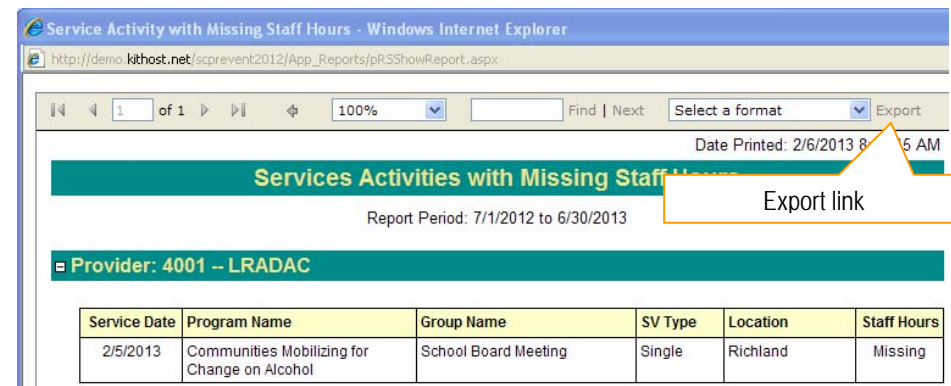 Service Activity with Missing Staff Hours - Windows Internet Explorer
http://demo.kithost.net/scprevent2012/App_Reports/pRSShowReport.aspx
1 of 1 100% Find | Next Select a format Export
Date Printed: 2/6/2013 8: 5 AM
Services Activities with Missing Staff
Export link
Report Period: 7/1/2012 to 6/30/2013
Provider: 4001 -- LRADAC
Service Date Program Name Group Name SV Type Location Staff Hours
2/5/2013 Communities Mobilizing for School Board Meeting Single Richland Missing
Change on Alcohol